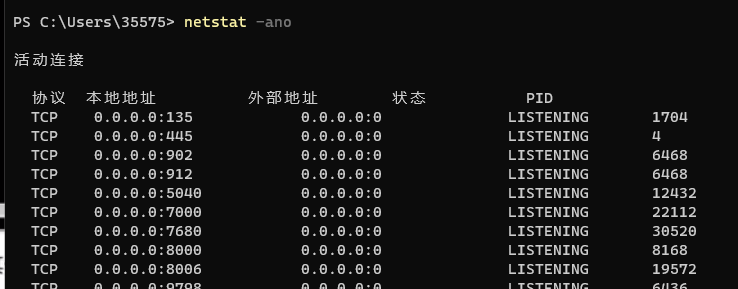 PS C:\Users\35575> netstat -ano
活动连接
协议 本地地址 外部地址 状态 PID
TCP 0.0.0.0:135 0.0.0.0:0 LISTENING 1704
TCP 0.0.0.0:445 0.0.0.0:0 LISTENING 4
TCP 0.0.0.0:902 0.0.0.0:0 LISTENING 6468
TCP 0.0.0.0:912 0.0.0.0:0 LISTENING 6468
TCP 0.0.0.0:5040 0.0.0.0:0 LISTENING 12432
TCP 0.0.0.0:7000 0.0.0.0:0 LISTENING 22112
TCP 0.0.0.0:7680 0.0.0.0:0 LISTENING 30520
TCP 0.0.0.0:8000 0.0.0.0:0 LISTENING 8168
TCP 0.0.0.0:8006 0.0.0.0:0 LISTENING 19572
TCP 0.0.0.0:9798 0.0.0.0:0 LISTENING 6436